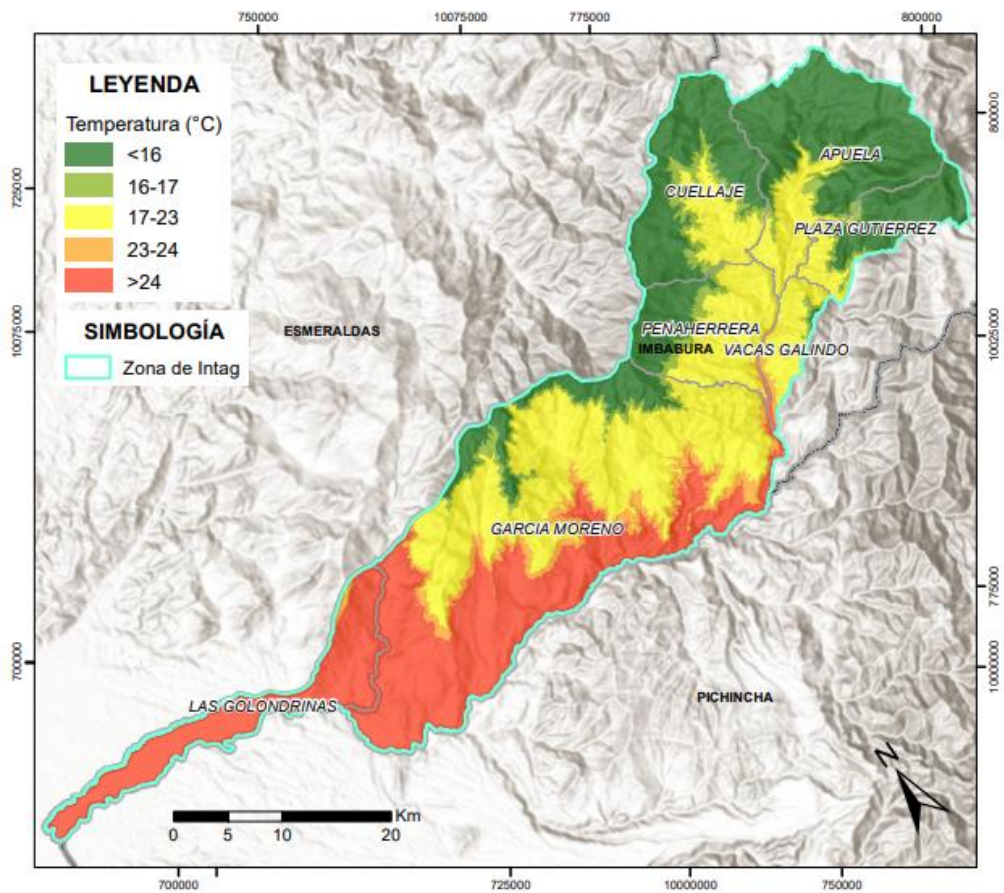 750000 10075000 775000 800000
LEYENDA
Temperatura (°C)
<16
16-17
17-23
23-24
>24
SIMBOLOGÍA
Zona de Intag
800000
725000
APUELA
CUELLAJE
PLAZA GUTIERREZ
10075000
ESMERALDAS
PEÑAHERRERA
10025000
IMBABURA VACAS GALINDO
GARCIA MORENO
775000
700000
10000000
PICHINCHA
LAS GOLONDRINAS
N
Km
0 5 10 20
700000 725000 10000000 750000